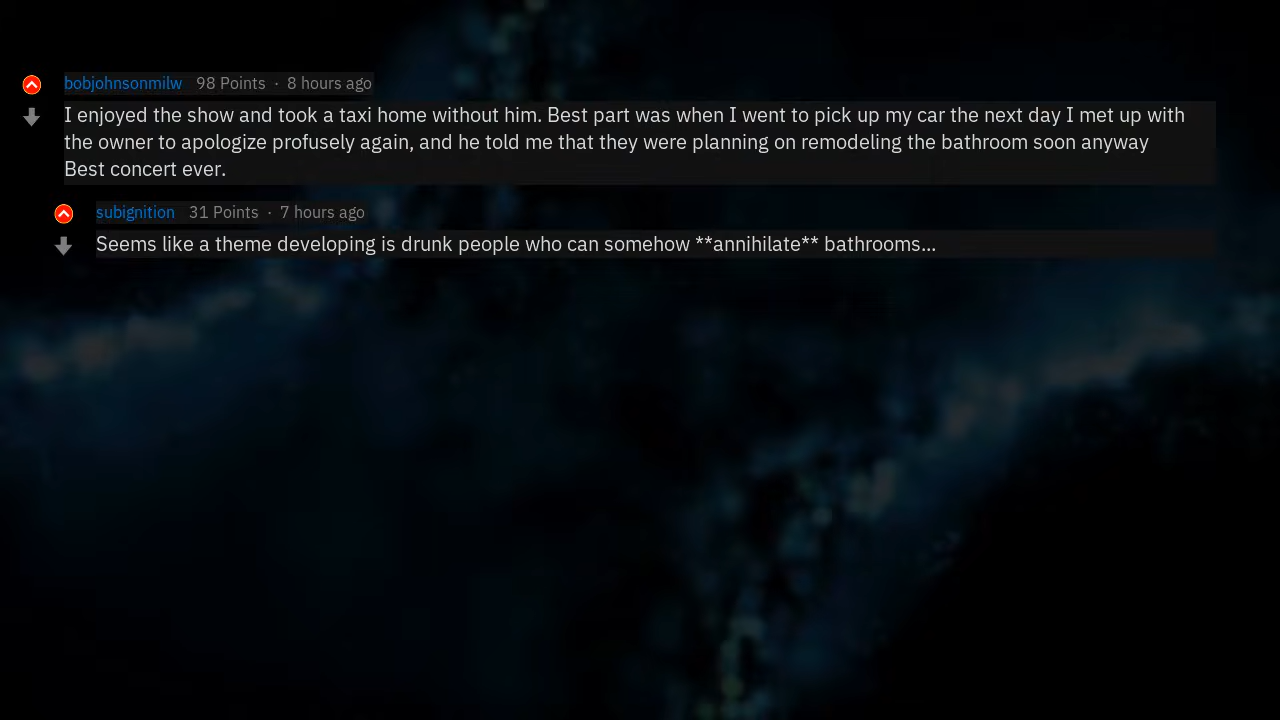 bobjohnsonmilw 98 Points · 8 hours ago
I enjoyed the show and took a taxi home without him. Best part was when I went to pick up my car the next day I met up with
the owner to apologize profusely again, and he told me that they were planning on remodeling the bathroom soon anyway
Best concert ever.
subignition 31 Points · 7 hours ago
Seems like a theme developing is drunk people who can somehow **annihilate** bathrooms...